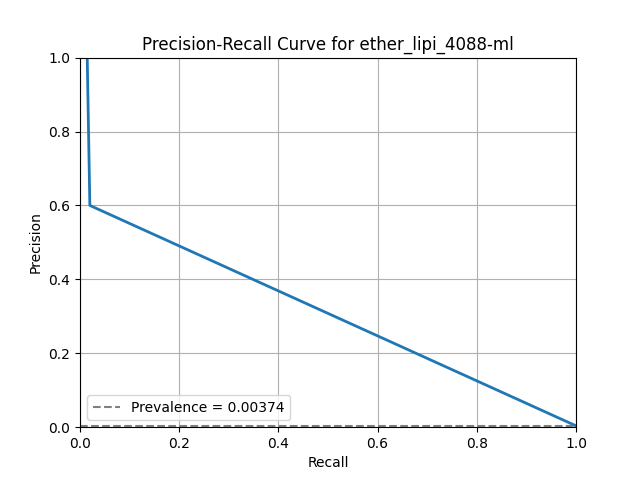 Precision-Recall Curve for ether_lipi_4088-ml
1.0
0.8
0.6
0.4
0.2
0.0
Precision
Prevalence = 0.00374
0.0 0.2 0.4 0.6 0.8 1.0
Recall